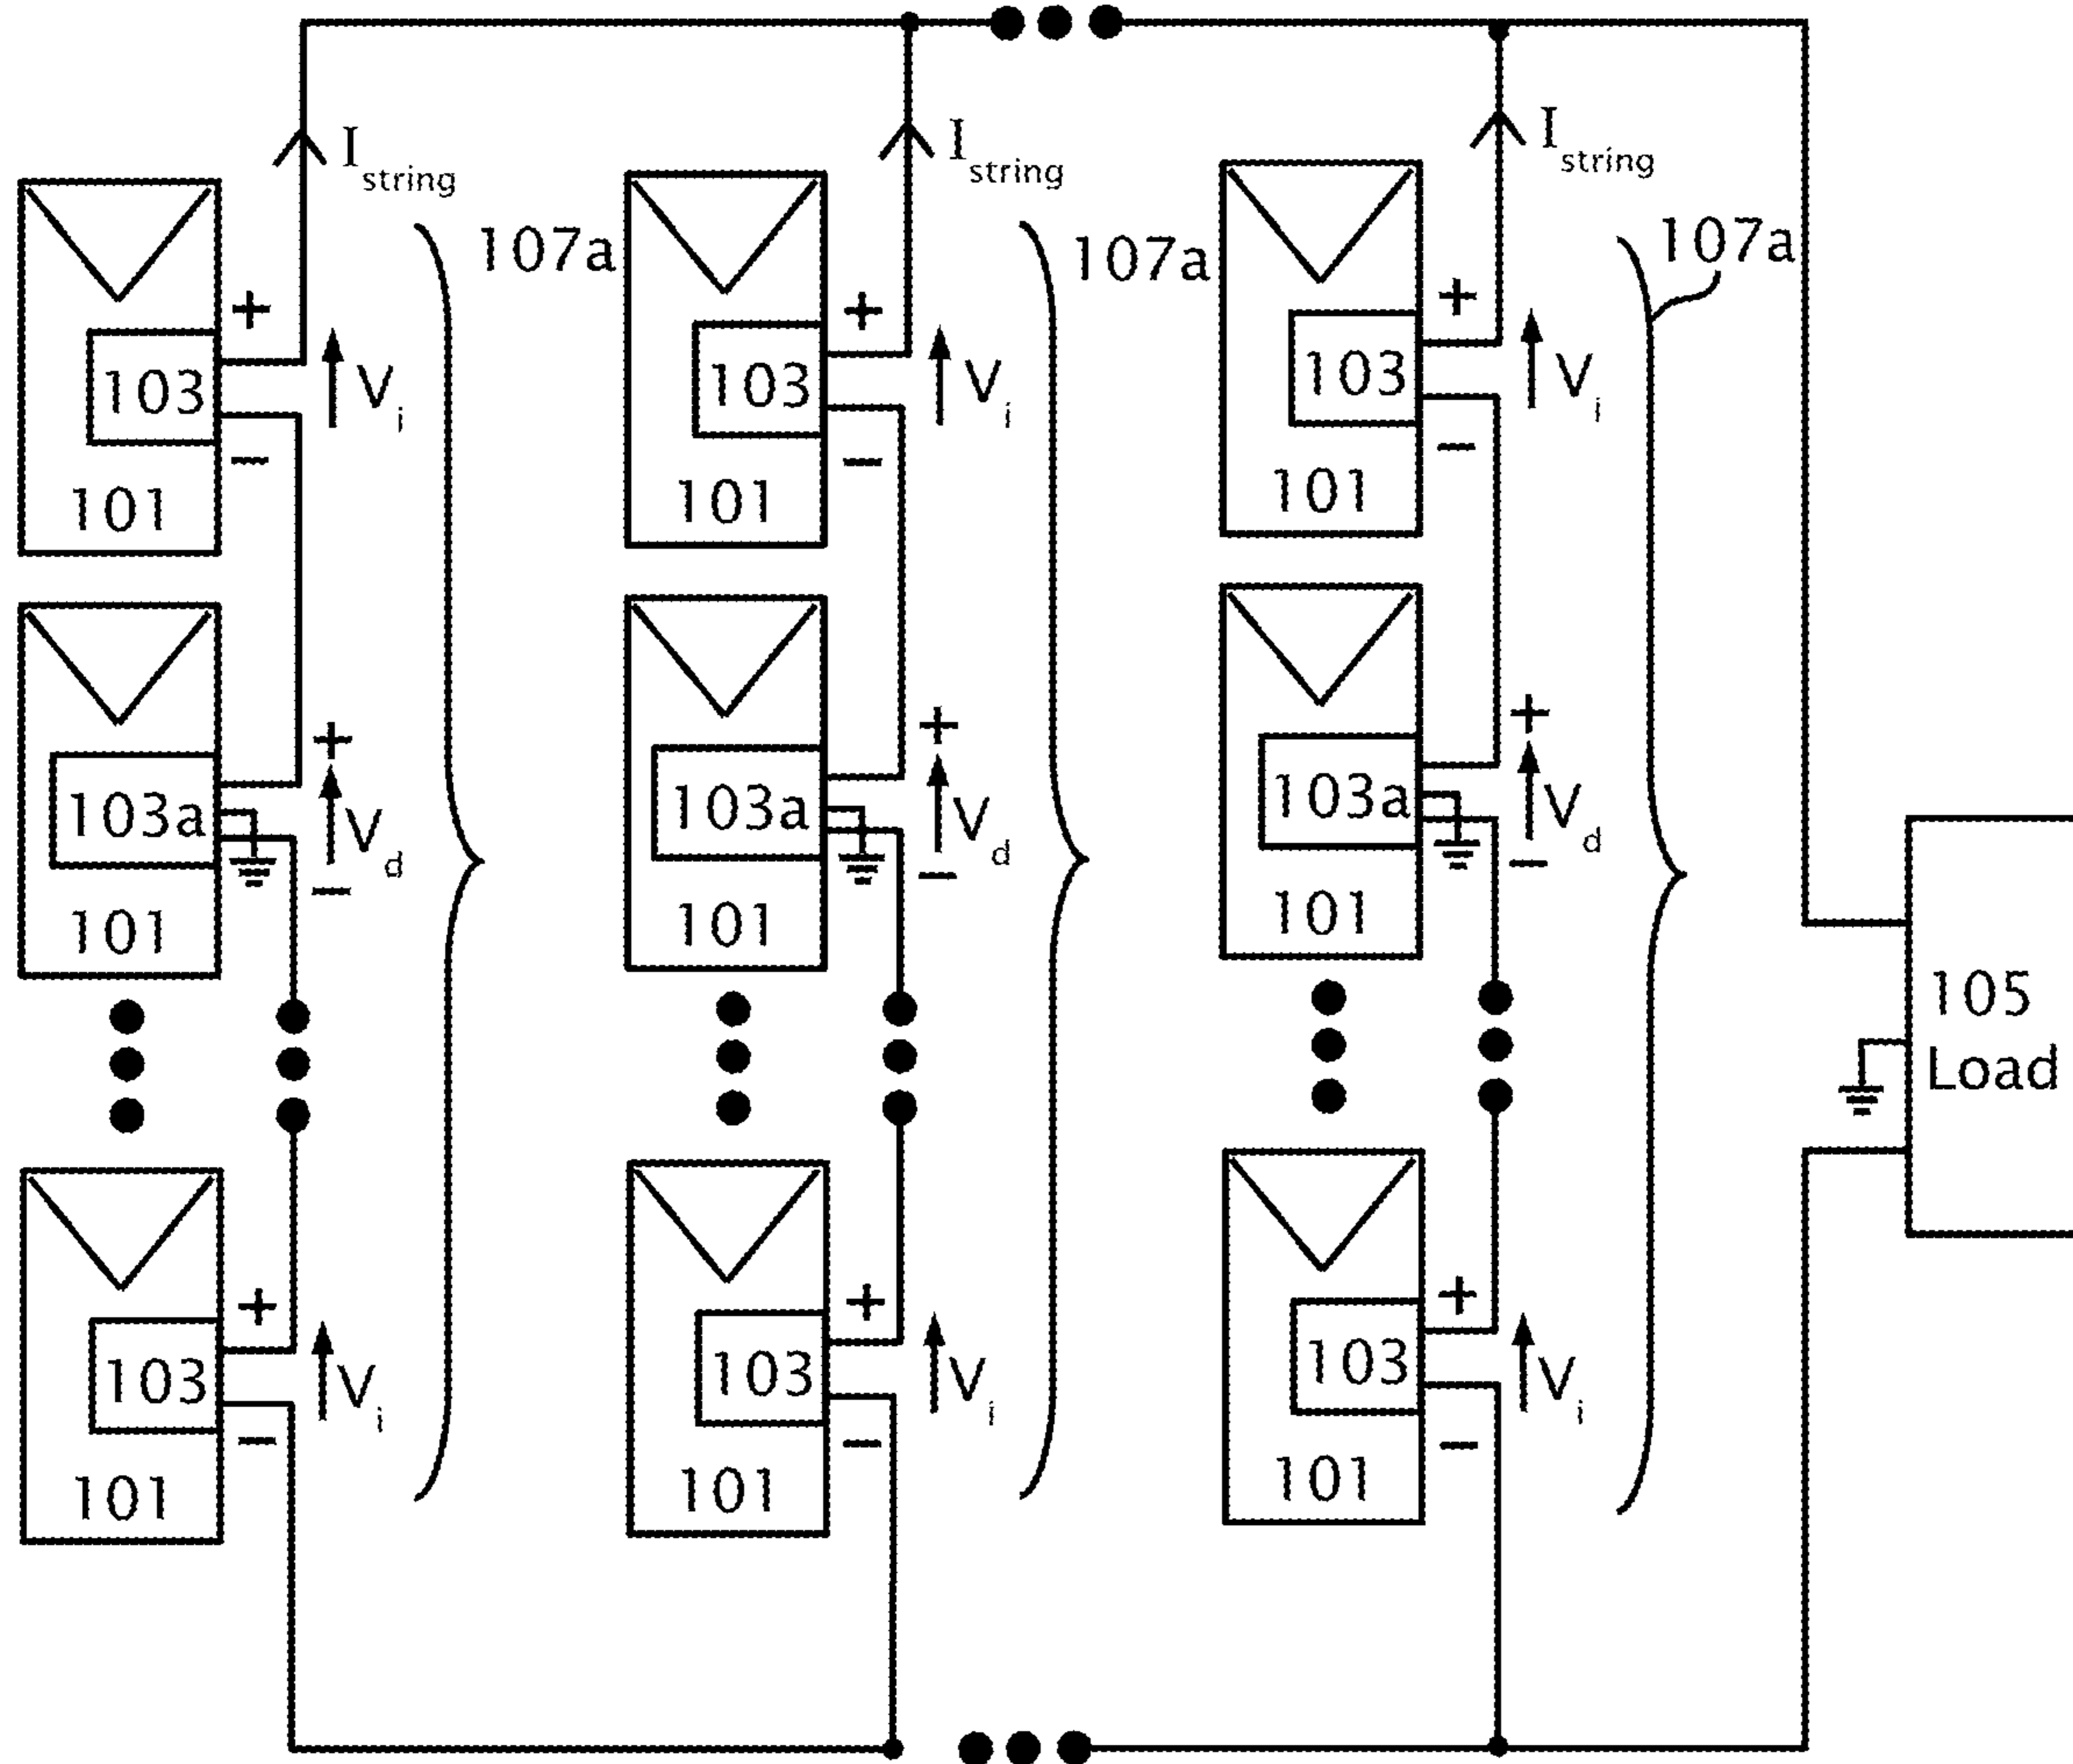 I string
I string
I string
107a
107a
107a
+
+
+
103
V i
103
V i
103
V i
−
−
−
101
101
101
+
+
+
103a
V d
103a
V d
103a
V d
−
−
−
101
101
101
105
Load
+
+
+
103
V i
103
V i
103
V i
−
−
−
101
101
101